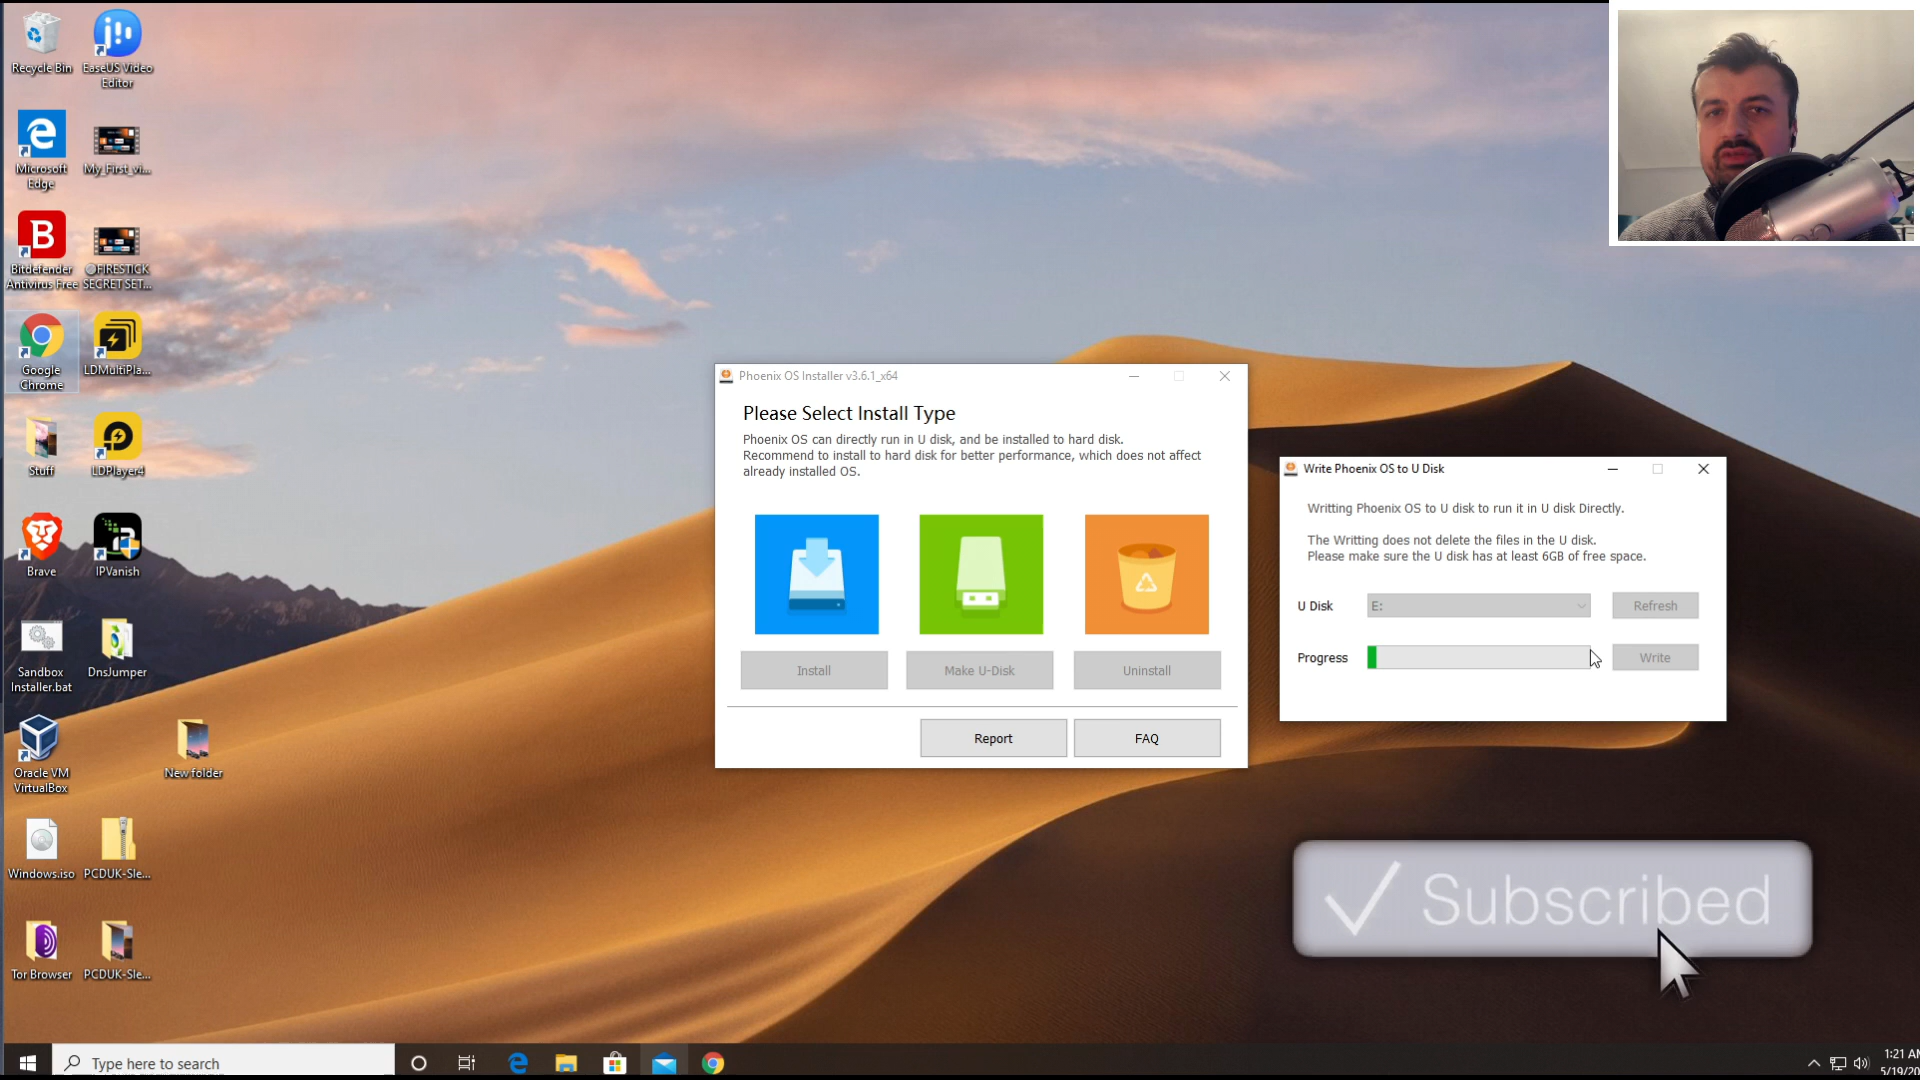 Recycle Bin
EaseUS Video
Editor
Microsoft
Edge
My_First_vi...
Bitdefender
Antivirus Free
FIRESTICK
SECRET SET...
Google
Chrome
LDMultiPla...
Stuff
LDPlayer4
Brave
IPVanish
Sandbox
Installer.bat
DnsJumper
Oracle VM
VirtualBox
New folder
Windows.iso
PCDUK-Sle...
Tor Browser
PCDUK-Sle...
Phoenix OS Installer v3.6.1_x64
Please Select Install Type
Phoenix OS can directly run in U disk, and be installed to hard disk.
Recommend to install to hard disk for better performance, which does not affect
already installed OS.
Install
Make U-Disk
Uninstall
Report
FAQ
Write Phoenix OS to U Disk
Writting Phoenix OS to U disk to run it in U disk Directly.
The Writting does not delete the files in the U disk.
Please make sure the U disk has at least 6GB of free space.
U Disk
E:
Refresh
Progress
Write
Subscribed
Type here to search
1:21 AM
5/19/20